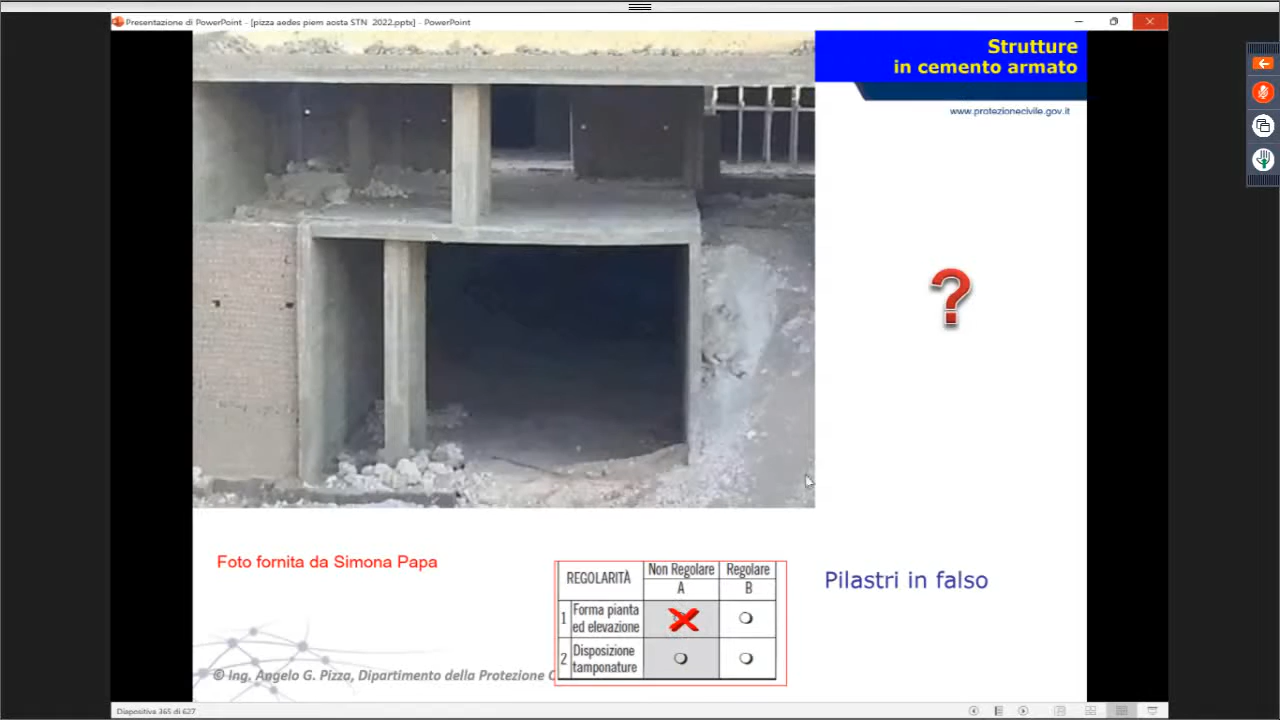 Presentazione di PowerPoint - [pizza aedes piem aosta STN 2022.pptx] - PowerPoint
Strutture
in cemento armato
www.protezionecivile.gov.it
?
Foto fornita da Simona Papa
REGOLARITÀ
Non Regolare
Regolare
A
B
1
Forma pianta
ed elevazione
2
Disposizione
tamponature
Pilastri in falso
© Ing. Angelo G. Pizza, Dipartimento della Protezione C
Diapositiva 365 di 627